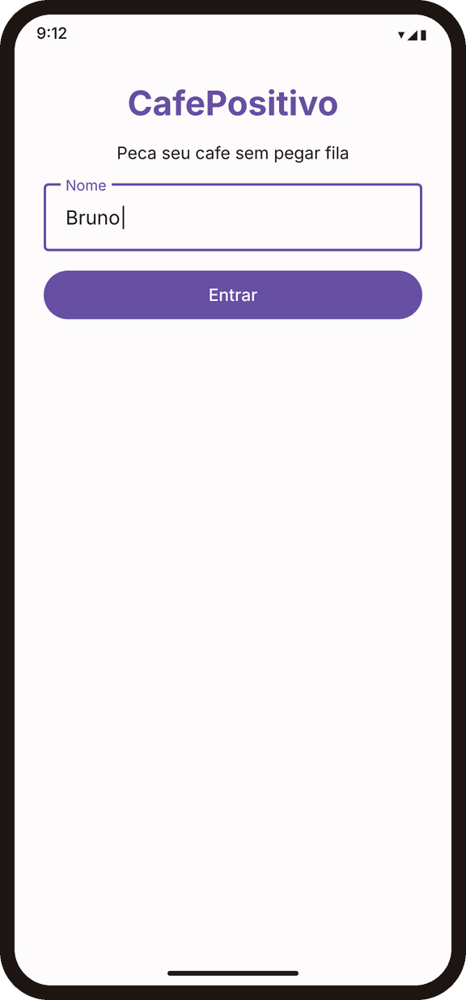 9:12
CafePositivo
Peca seu cafe sem pegar fila
Nome
Bruno
Entrar